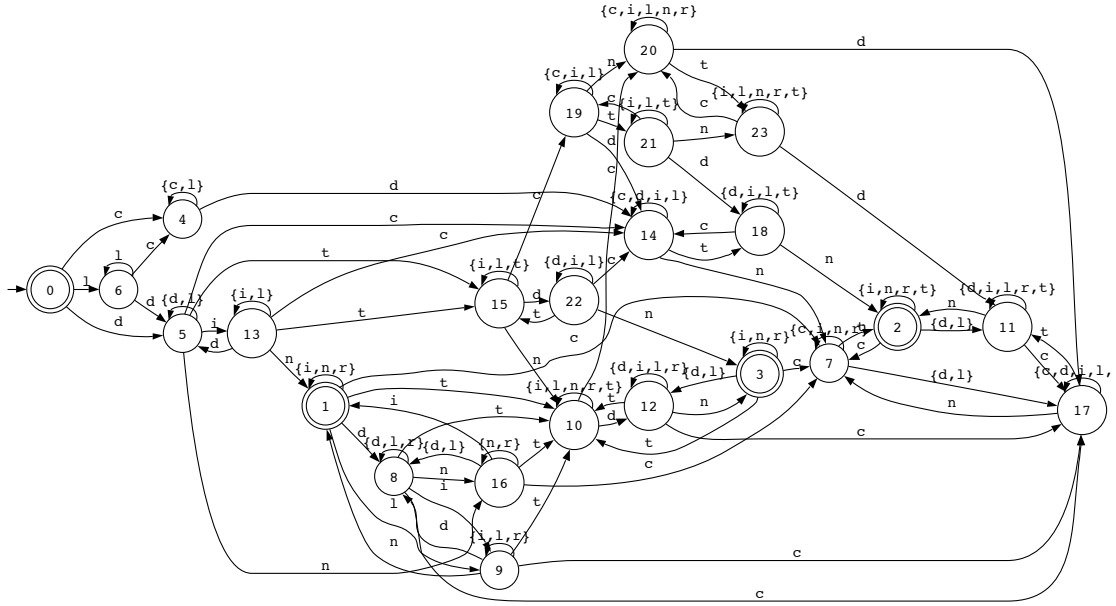 {c,i,l,n,r}
20
d
n
t
{c,i,l}
19
c
{i,l,t}
t
{i,l,n,r,t}
c
23
n
d
21
c
d
d
{c,l}
4
d
c
{c,d,i,l}
14
c
t
{d,i,l,t}
18
n
c
c
c
c
0
l
l
6
c
d
d
{d,l}
5
i
d
{i,l}
13
t
t
n
{i,l,t}
15
d
t
{d,i,l}
22
c
n
n
c
n
{i,n,r}
3
c
{c,i,n,r}
7
c
{i,n,r,t}
2
n
{d,l}
{d,i,l,r,t}
11
t
c
17
{d,l}
n
{i,n,r}
1
t
i
d
{d,l,r}
8
t
{d,l}
n
i
{n,r}
16
t
{i,l,n,r,t}
10
t
d
{d,i,l,r}
12
{d,l}
n
t
c
c
l
d
n
n
{i,l,r}
9
t
c
c